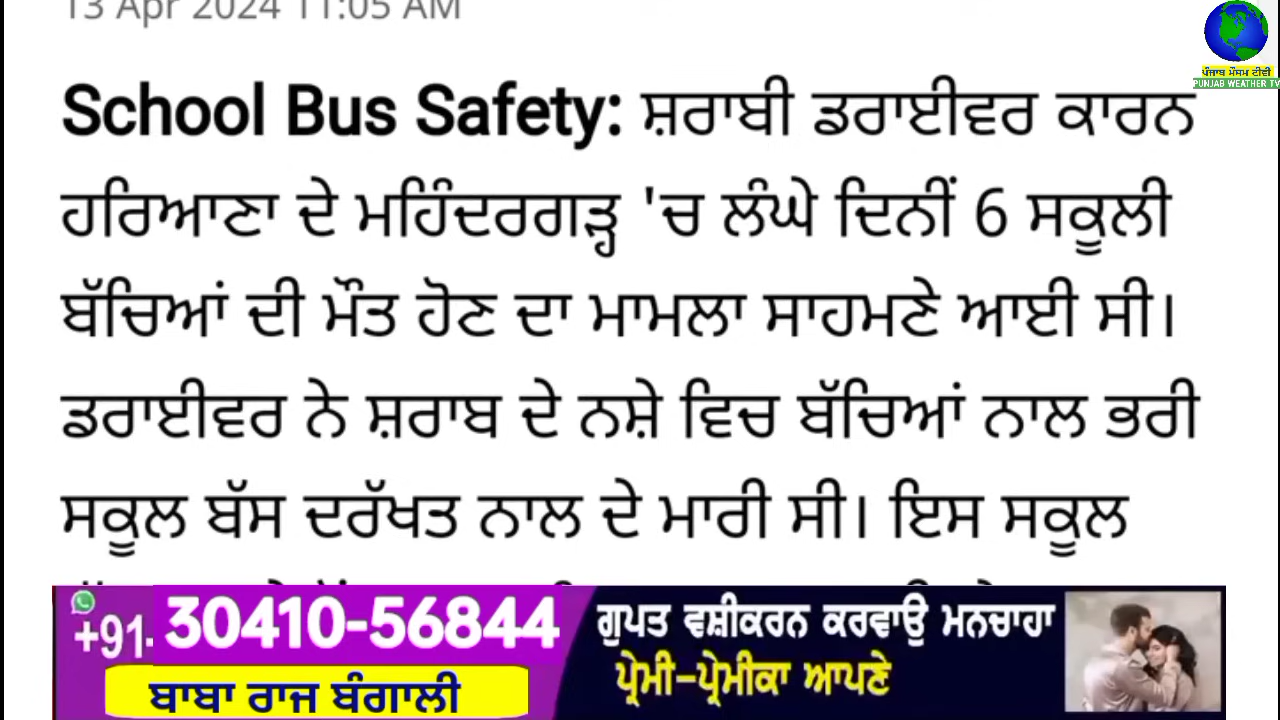 13 Apr 2024 11:05 AM
ਪੰਜਾਬ ਮੌਸਮ ਟੀਵੀ
PUNJAB WEATHER TV
School Bus Safety: ਸ਼ਰਾਬੀ ਡਰਾਈਵਰ ਕਾਰਨ
ਹਰਿਆਣਾ ਦੇ ਮਹਿੰਦਰਗੜ੍ਹ 'ਚ ਲੰਘੇ ਦਿਨੀਂ 6 ਸਕੂਲੀ
ਬੱਚਿਆਂ ਦੀ ਮੌਤ ਹੋਣ ਦਾ ਮਾਮਲਾ ਸਾਹਮਣੇ ਆਈ ਸੀ।
ਡਰਾਈਵਰ ਨੇ ਸ਼ਰਾਬ ਦੇ ਨਸ਼ੇ ਵਿਚ ਬੱਚਿਆਂ ਨਾਲ ਭਰੀ
ਸਕੂਲ ਬੱਸ ਦਰੱਖਤ ਨਾਲ ਦੇ ਮਾਰੀ ਸੀ। ਇਸ ਸਕੂਲ
+91. 30410-56844
ਬਾਬਾ ਰਾਜ ਬੰਗਾਲੀ
ਗੁਪਤ ਵਸ਼ੀਕਰਨ ਕਰਵਾਉ ਮਨਚਾਹਾ
ਪ੍ਰੇਮੀ-ਪ੍ਰੇਮੀਕਾ ਆਪਣੇ